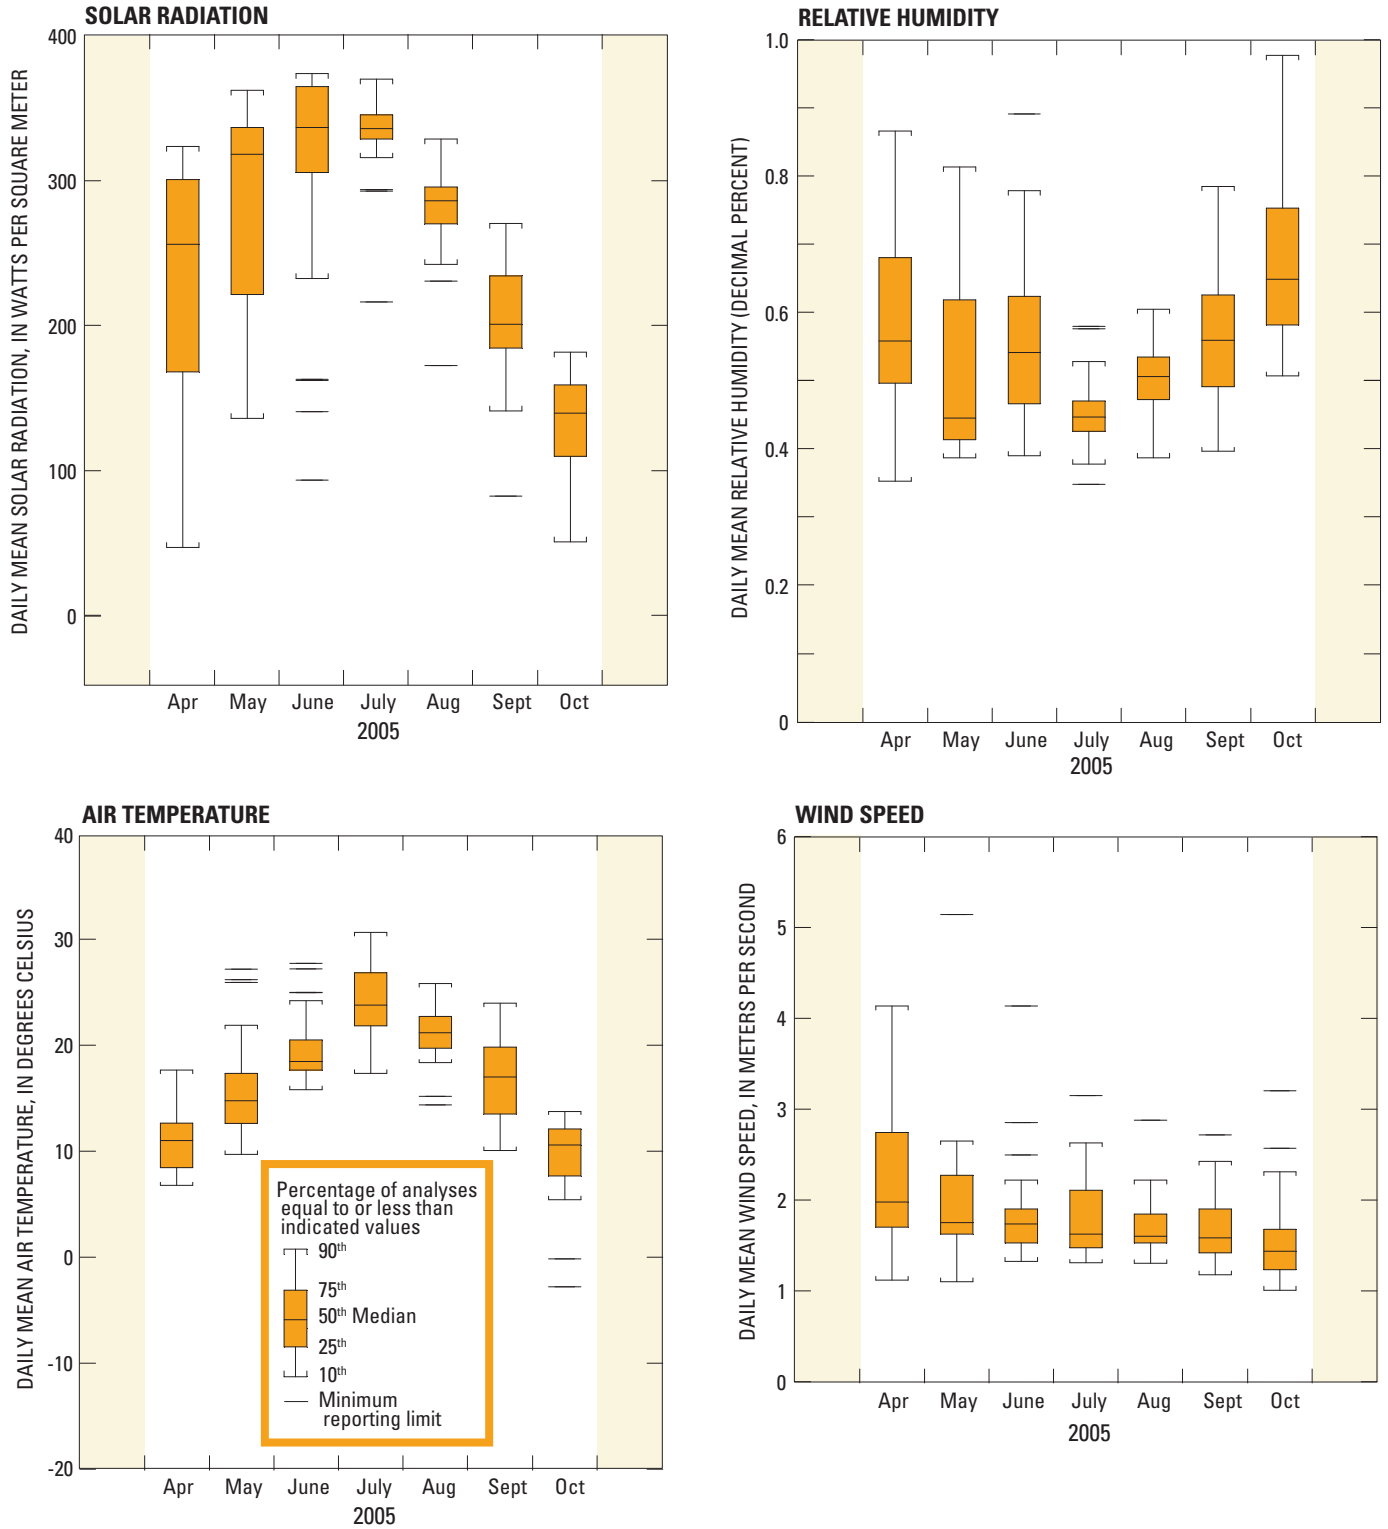 SOLAR RADIATION
DAILY MEAN SOLAR RADIATION, IN WATTS PER SQUARE METER
400
300
200
100
0
Apr May June July Aug Sept Oct
2005
RELATIVE HUMIDITY
DAILY MEAN RELATIVE HUMIDITY (DECIMAL PERCENT)
1.0
0.8
0.6
0.4
0.2
0
Apr May June July Aug Sept Oct
2005
AIR TEMPERATURE
DAILY MEAN AIR TEMPERATURE, IN DEGREES CELSIUS
40
30
20
10
0
-10
-20
Apr May June July Aug Sept Oct
2005
Percentage of analyses
equal to or less than
indicated values
90th
75th
50th Median
25th
10th
Minimum
reporting limit
WIND SPEED
DAILY MEAN WIND SPEED, IN METERS PER SECOND
6
5
4
3
2
1
0
Apr May June July Aug Sept Oct
2005